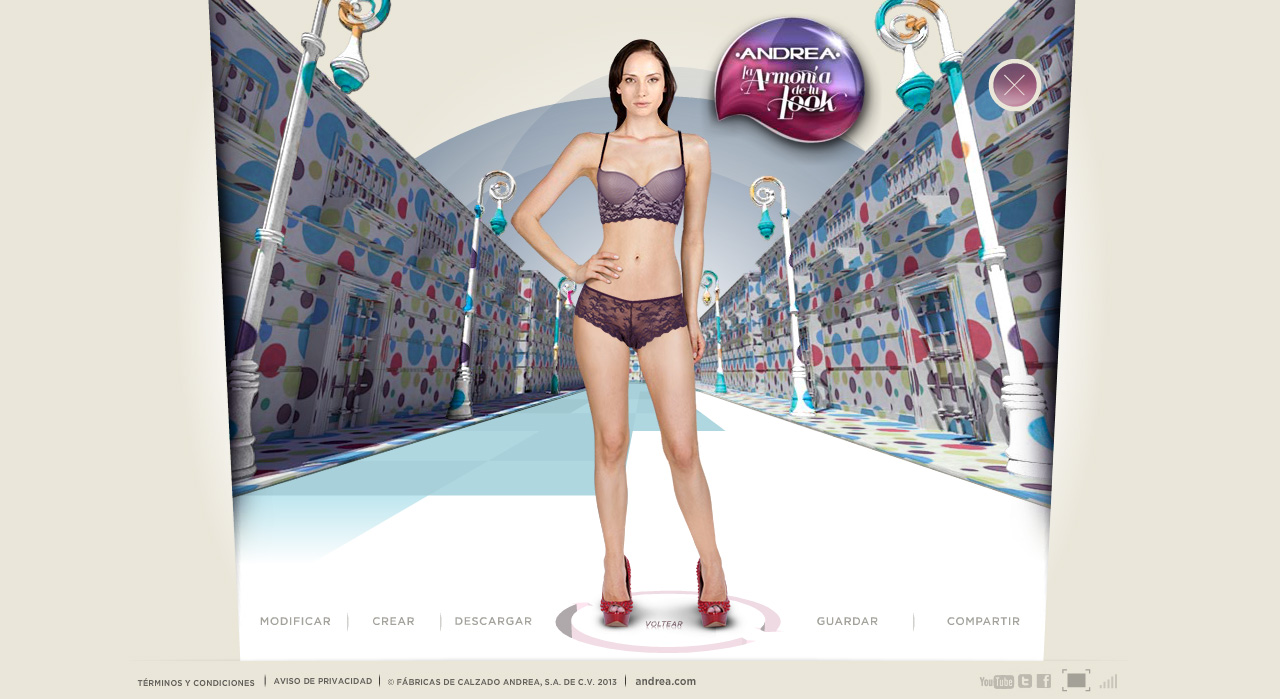 •ANDREA•
la Armonía
de tu
Look
MODIFICAR
CREAR
DESCARGAR
VOLTEAR
GUARDAR
COMPARTIR
TÉRMINOS Y CONDICIONES
AVISO DE PRIVACIDAD
© FÁBRICAS DE CALZADO ANDREA, S.A. DE C.V. 2013
andrea.com
YouTube